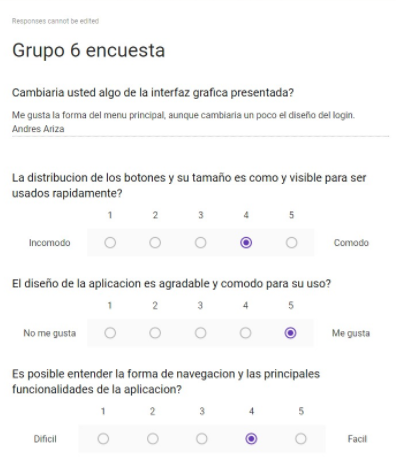 Responses cannot be edited
Grupo 6 encuesta
Cambiaria usted algo de la interfaz grafica presentada?
Me gusta la forma del menu principal, aunque cambiaria un poco el diseño del login.
Andres Ariza
La distribucion de los botones y su tamaño es como y visible para ser
usados rapidamente?
1 2 3 4 5
Incomodo Comodo
El diseño de la aplicacion es agradable y comodo para su uso?
1 2 3 4 5
No me gusta Me gusta
Es posible entender la forma de navegacion y las principales
funcionalidades de la aplicacion?
1 2 3 4 5
Dificil Facil